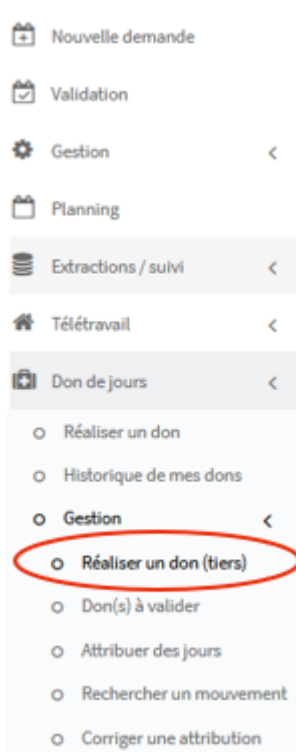 Nouvelle demande
Validation
Gestion
Planning
Extractions / suivi
Télétravail
Don de jours
Réaliser un don
Historique de mes dons
Gestion
Réaliser un don (tiers)
Don(s) à valider
Attribuer des jours
Rechercher un mouvement
Corriger une attribution